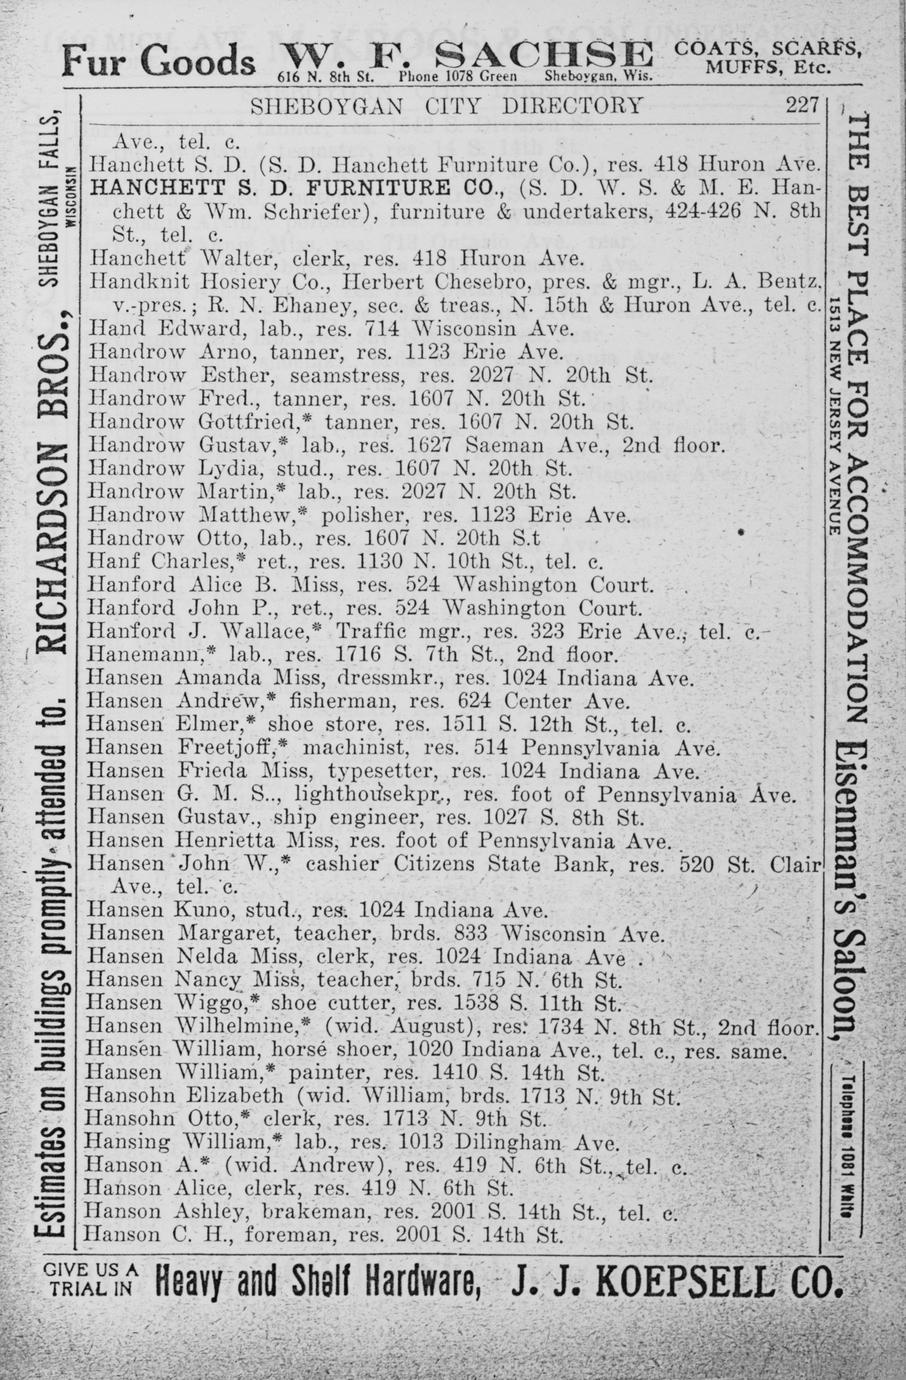 Fur Goods W. F. SACHSE COATS, SCARFS,
MUFFS, Etc.
616 N. 8th St. Phone 1078 Green Sheboygan, Wis.
SHEBOYGAN CITY DIRECTORY 227
Ave., tel. c.
Hanchett S. D. (S. D. Hanchett Furniture Co.), res. 418 Huron Ave.
HANCHETT S. D. FURNITURE CO., (S. D. W. S. & M. E. Han-
chett & Wm. Schriefer), furniture & undertakers, 424-426 N. 8th
St., tel. c.
Hanchett Walter, clerk, res. 418 Huron Ave.
Handknit Hosiery Co., Herbert Chesebro, pres. & mgr., L. A. Bentz,
v.-pres.; R. N. Ehaney, sec. & treas., N. 15th & Huron Ave., tel. c.
Hand Edward, lab., res. 714 Wisconsin Ave.
Handrow Arno, tanner, res. 1123 Erie Ave.
Handrow Esther, seamstress, res. 2027 N. 20th St.
Handrow Fred., tanner, res. 1607 N. 20th St.
Handrow Gottfried,* tanner, res. 1607 N. 20th St.
Handrow Gustav,* lab., res. 1627 Saeman Ave., 2nd floor.
Handrow Lydia, stud., res. 1607 N. 20th St.
Handrow Martin,* lab., res. 2027 N. 20th St.
Handrow Matthew,* polisher, res. 1123 Erie Ave.
Handrow Otto, lab., res. 1607 N. 20th S.t
Hanf Charles,* ret., res. 1130 N. 10th St., tel. c.
Hanford Alice B. Miss, res. 524 Washington Court.
Hanford John P., ret., res. 524 Washington Court.
Hanford J. Wallace,* Traffic mgr., res. 323 Erie Ave., tel. c.
Hanemann,* lab., res. 1716 S. 7th St., 2nd floor.
Hansen Amanda Miss, dressmkr., res. 1024 Indiana Ave.
Hansen Andrew,* fisherman, res. 624 Center Ave.
Hansen Elmer,* shoe store, res. 1511 S. 12th St., tel. c.
Hansen Freetjoff,* machinist, res. 514 Pennsylvania Ave.
Hansen Frieda Miss, typesetter, res. 1024 Indiana Ave.
Hansen G. M. S.., lighthousekpr., res. foot of Pennsylvania Ave.
Hansen Gustav., ship engineer, res. 1027 S. 8th St.
Hansen Henrietta Miss, res. foot of Pennsylvania Ave.
Hansen John W.,* cashier Citizens State Bank, res. 520 St. Clair
Ave., tel. c.
Hansen Kuno, stud., res. 1024 Indiana Ave.
Hansen Margaret, teacher, brds. 833 Wisconsin Ave.
Hansen Nelda Miss, clerk, res. 1024 Indiana Ave .
Hansen Nancy Miss, teacher, brds. 715 N. 6th St.
Hansen Wiggo,* shoe cutter, res. 1538 S. 11th St.
Hansen Wilhelmine,* (wid. August), res. 1734 N. 8th St., 2nd floor.
Hansen William, horse shoer, 1020 Indiana Ave., tel. c., res. same.
Hansen William,* painter, res. 1410 S. 14th St.
Hansohn Elizabeth (wid. William, brds. 1713 N. 9th St.
Hansohn Otto,* clerk, res. 1713 N. 9th St.
Hansing William,* lab., res. 1013 Dilingham Ave.
Hanson A.* (wid. Andrew), res. 419 N. 6th St., tel. c.
Hanson Alice, clerk, res. 419 N. 6th St.
Hanson Ashley, brakeman, res. 2001 S. 14th St., tel. c.
Hanson C. H., foreman, res. 2001 S. 14th St.
Estimates on buildings promptly attended to. RICHARDSON BROS., SHEBOYGAN FALLS,
WISCONSIN
THE BEST PLACE FOR ACCOMMODATION Eisenman's Saloon,
1513 NEW JERSEY AVENUE
Telephone 1081 White
GIVE US A
TRIAL IN Heavy and Shelf Hardware, J. J. KOEPSELL CO.